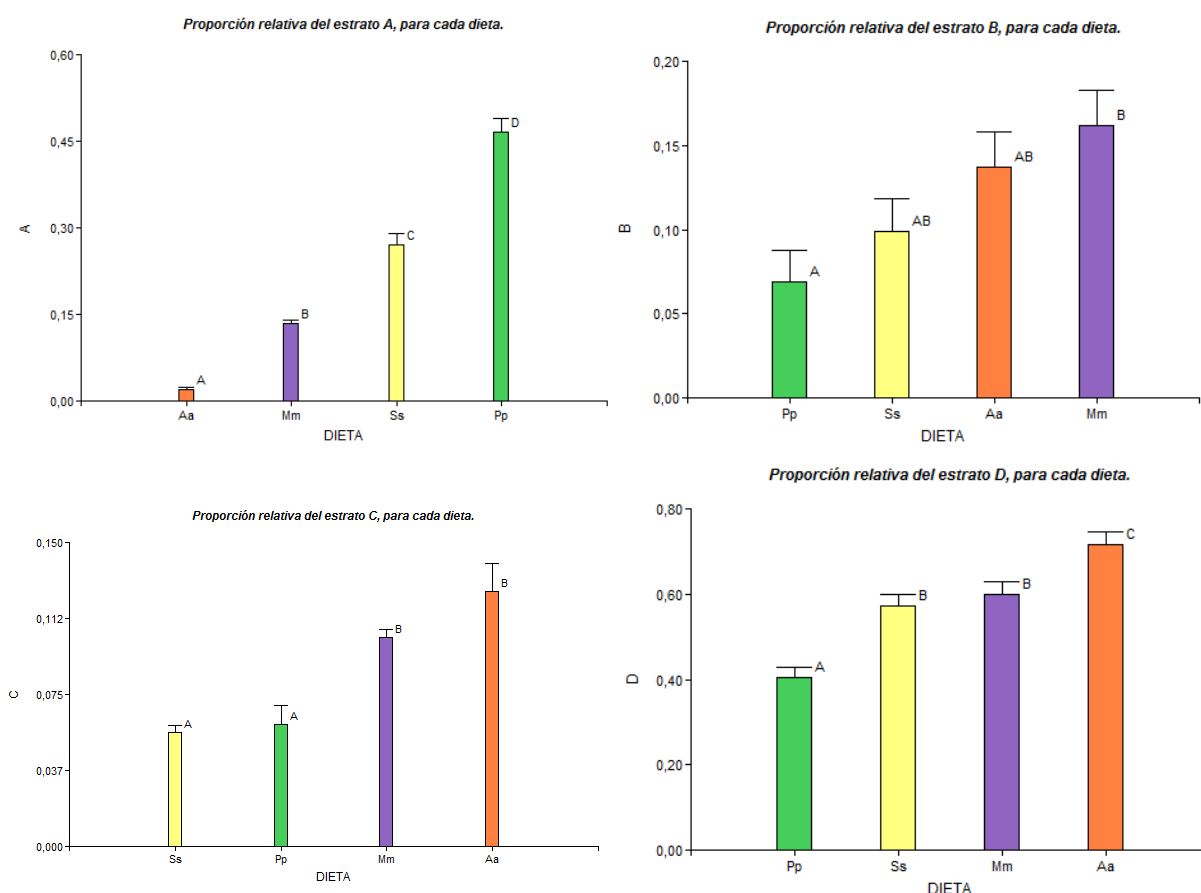 Proporción relativa del estrato A, para cada dieta.
0,60
0,45
0,30
0,15
0,00
A
A
B
C
D
Aa Mm Ss Pp
DIETA
Proporción relativa del estrato B, para cada dieta.
0,20
0,15
0,10
0,05
0,00
B
A
AB
AB
B
Pp Ss Aa Mm
DIETA
Proporción relativa del estrato C, para cada dieta.
0,150
0,112
0,075
0,037
0,000
C
A
A
B
B
Ss Pp Mm Aa
DIETA
Proporción relativa del estrato D, para cada dieta.
0,80
0,60
0,40
0,20
0,00
D
A
B
B
C
Pp Ss Mm Aa
DIETA